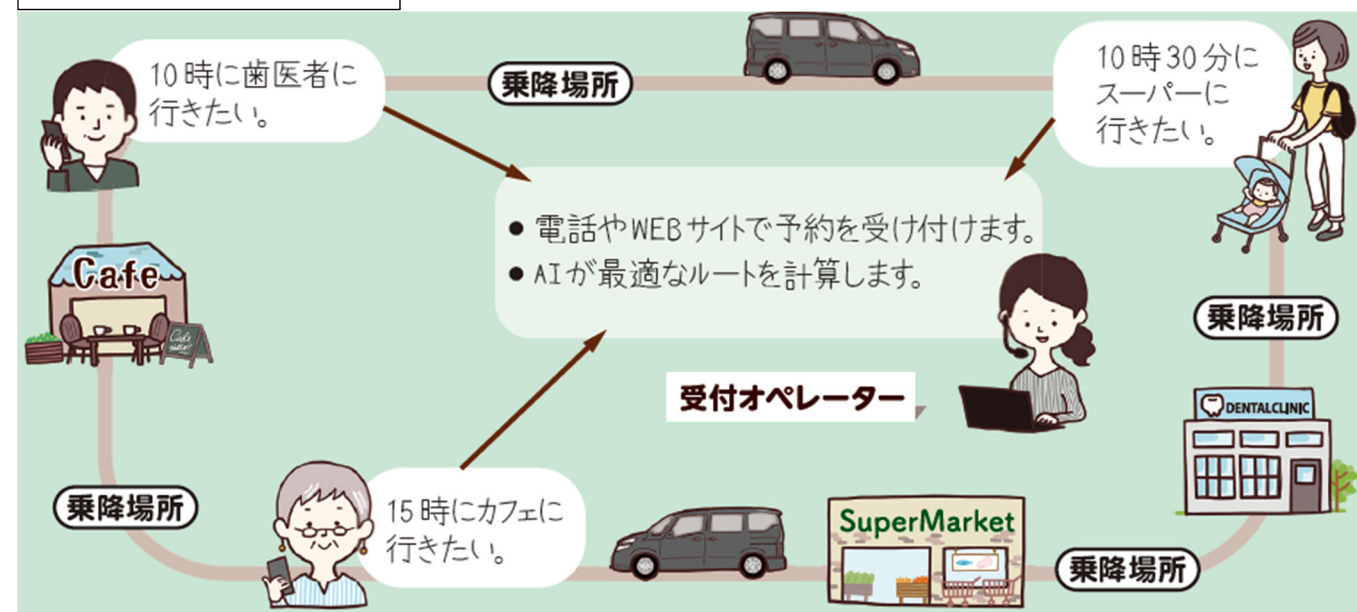 10時に歯医者に
行きたい。
乗降場所
10時30分に
スーパーに
行きたい。
● 電話やWEBサイトで予約を受け付けます。
● AIが最適なルートを計算します。
Cafe
Cafe
乗降場所
受付オペレーター
DENTALCLINIC
乗降場所
15時にカフェに
行きたい。
SuperMarket
乗降場所